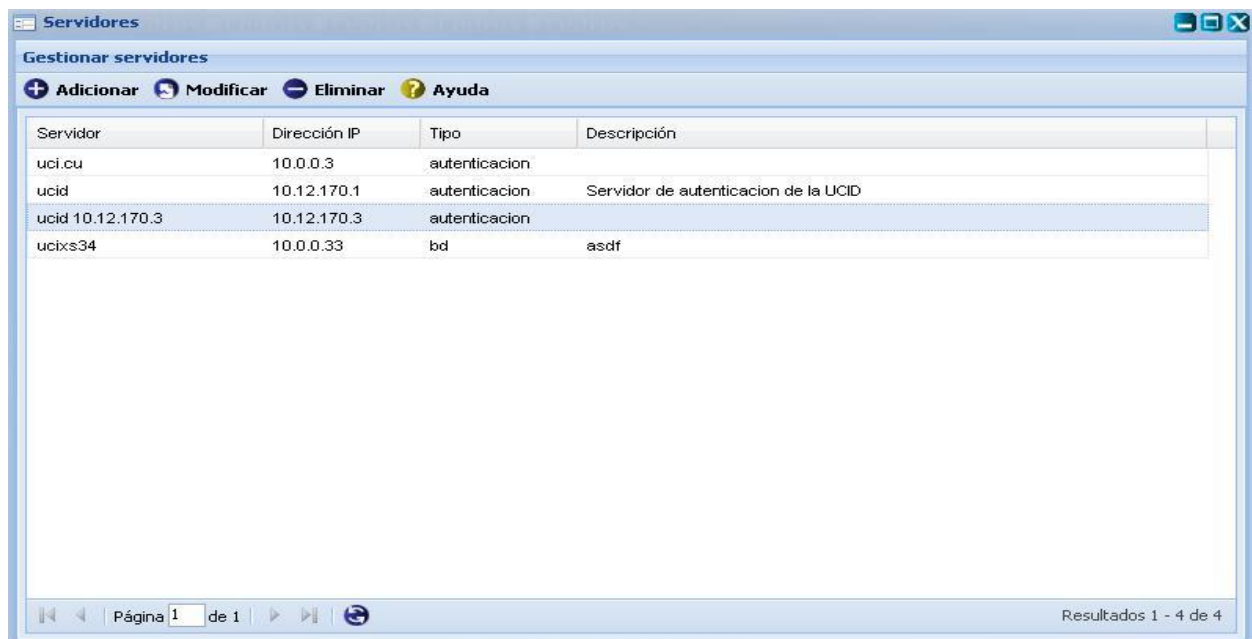 Servidores
Gestionar servidores
Adicionar Modificar Eliminar Ayuda
Servidor Dirección IP Tipo Descripción
uci.cu 10.0.0.3 autenticacion
ucid 10.12.170.1 autenticacion Servidor de autenticacion de la UCID
ucid 10.12.170.3 10.12.170.3 autenticacion
ucixs34 10.0.0.33 bd asdf
Página 1 de 1 Resultados 1 - 4 de 4